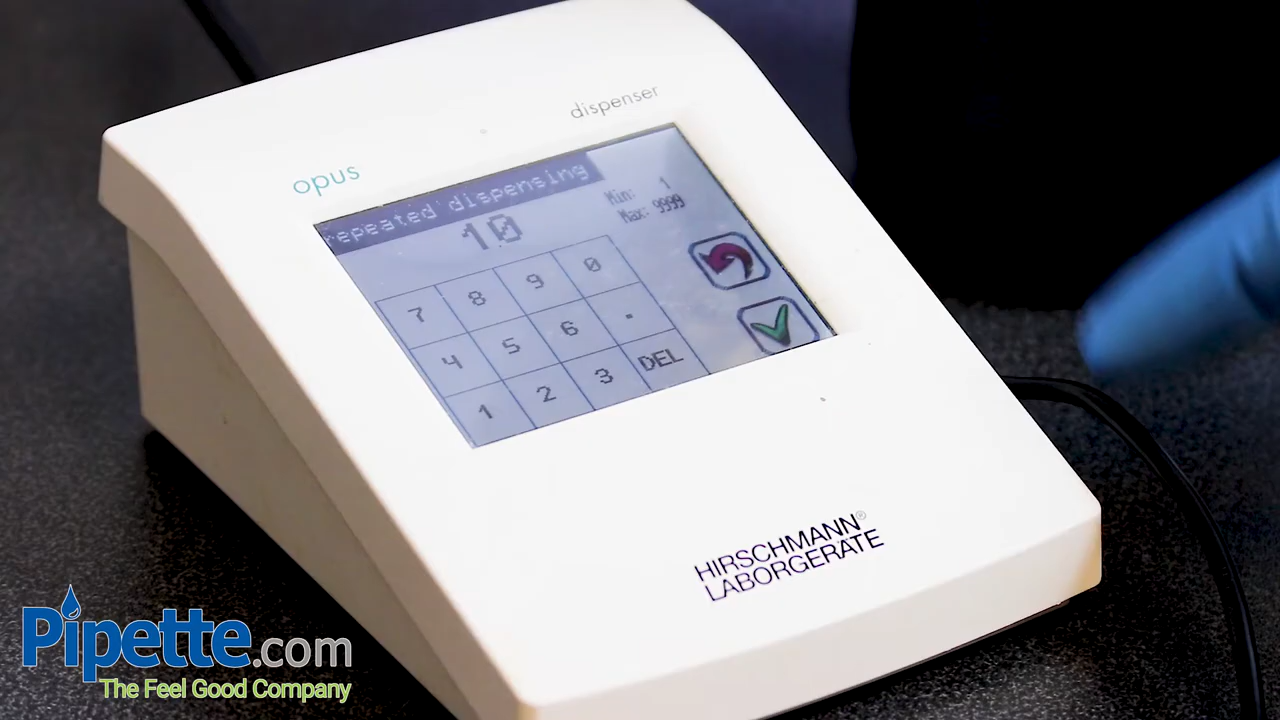 opus
dispenser
repeated dispensing
10
Min: 1
Max: 9999
7 8 9 0
4 5 6 .
1 2 3 DEL
HIRSCHMANN®
LABORGERATE
Pipette.com
The Feel Good Company